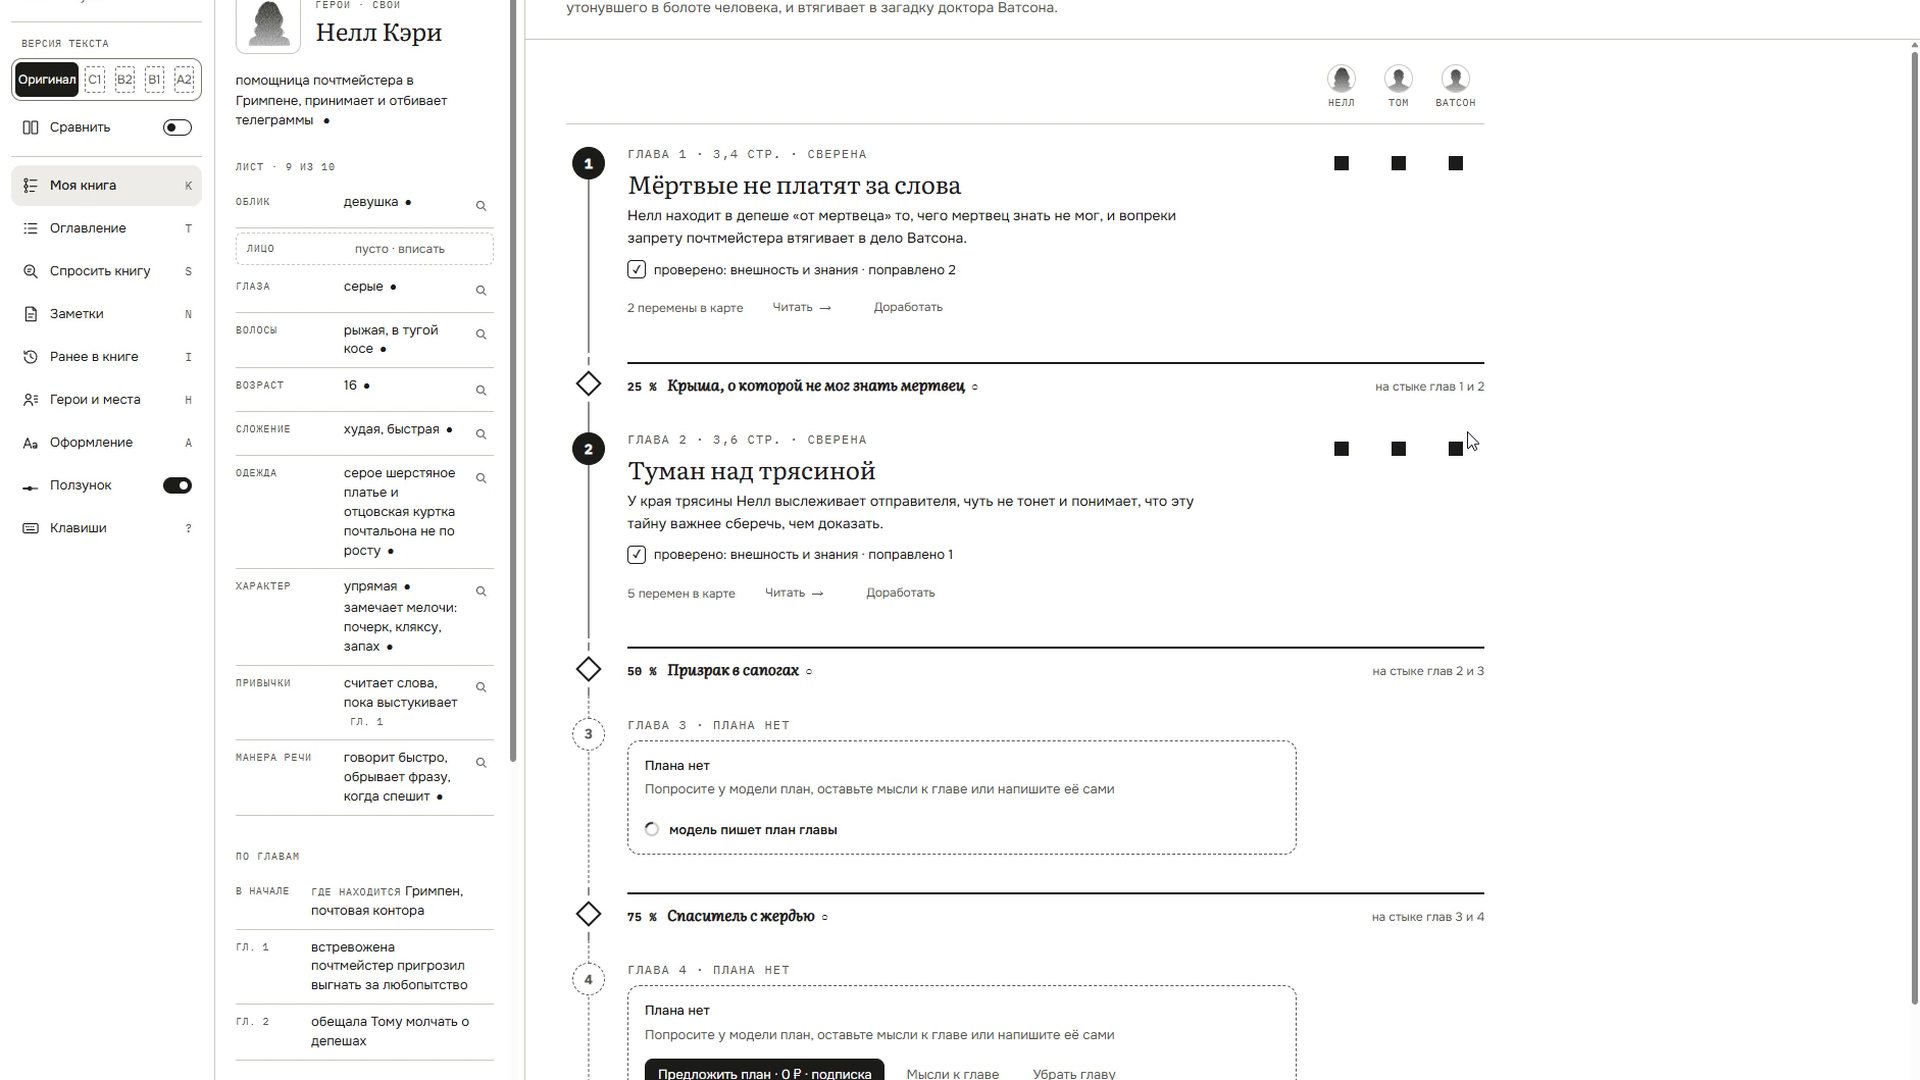 ВЕРСИЯ ТЕКСТА
Оригинал C1 B2 B1 A2
Сравнить
Моя книга K
Оглавление T
Спросить книгу S
Заметки N
Ранее в книге I
Герои и места H
Оформление A
Ползунок
Клавиши ?
ГЕРОИ · СВОИ
Нелл Кэри
помощница почтмейстера в
Гримпене, принимает и отбивает
телеграммы ●
ЛИСТ · 9 ИЗ 10
ОБЛИК девушка ●
ЛИЦО пусто · вписать
ГЛАЗА серые ●
ВОЛОСЫ рыжая, в тугой
косе ●
ВОЗРАСТ 16 ●
СЛОЖЕНИЕ худая, быстрая ●
ОДЕЖДА серое шерстяное
платье и
отцовская куртка
почтальона не по
росту ●
ХАРАКТЕР упрямая ●
замечает мелочи:
почерк, кляксу,
запах ●
ПРИВЫЧКИ считает слова,
пока выстукивает
ГЛ. 1
МАНЕРА РЕЧИ говорит быстро,
обрывает фразу,
когда спешит ●
ПО ГЛАВАМ
В НАЧАЛЕ ГДЕ НАХОДИТСЯ Гримпен,
почтовая контора
ГЛ. 1 встревожена
почтмейстер пригрозил
выгнать за любопытство
ГЛ. 2 обещала Тому молчать о
депешах
утонувшего в болоте человека, и втягивает в загадку доктора Ватсона.
НЕЛЛ ТОМ ВАТСОН
1 ГЛАВА 1 · 3,4 СТР. · СВЕРЕНА
Мёртвые не платят за слова
Нелл находит в депеше «от мертвеца» то, чего мертвец знать не мог, и вопреки
запрету почтмейстера втягивает в дело Ватсона.
проверено: внешность и знания · поправлено 2
2 перемены в карте Читать → Доработать
25 % Крыша, о которой не мог знать мертвец ○ на стыке глав 1 и 2
2 ГЛАВА 2 · 3,6 СТР. · СВЕРЕНА
Туман над трясиной
У края трясины Нелл выслеживает отправителя, чуть не тонет и понимает, что эту
тайну важнее сберечь, чем доказать.
проверено: внешность и знания · поправлено 1
5 перемен в карте Читать → Доработать
50 % Призрак в сапогах ○ на стыке глав 2 и 3
3 ГЛАВА 3 · ПЛАНА НЕТ
Плана нет
Попросите у модели план, оставьте мысли к главе или напишите её сами
модель пишет план главы
75 % Спаситель с жердью ○ на стыке глав 3 и 4
4 ГЛАВА 4 · ПЛАНА НЕТ
Плана нет
Попросите у модели план, оставьте мысли к главе или напишите её сами
Предложить план · 0 ₽ · подписка Мысли к главе Убрать главу